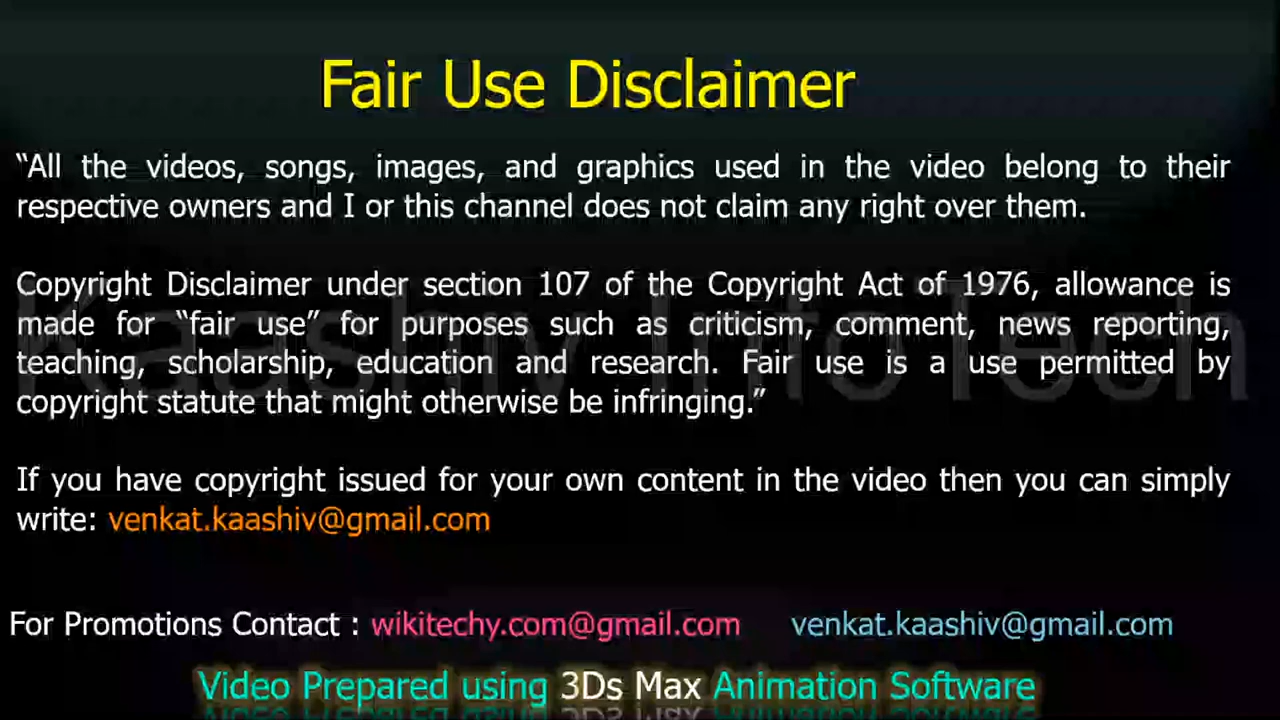 Fair Use Disclaimer
“All the videos, songs, images, and graphics used in the video belong to their
respective owners and I or this channel does not claim any right over them.
Copyright Disclaimer under section 107 of the Copyright Act of 1976, allowance is
made for “fair use” for purposes such as criticism, comment, news reporting,
teaching, scholarship, education and research. Fair use is a use permitted by
copyright statute that might otherwise be infringing.”
Kaashiv InfoTech
If you have copyright issued for your own content in the video then you can simply
write: venkat.kaashiv@gmail.com
For Promotions Contact : wikitechy.com@gmail.com venkat.kaashiv@gmail.com
Video Prepared using 3Ds Max Animation Software